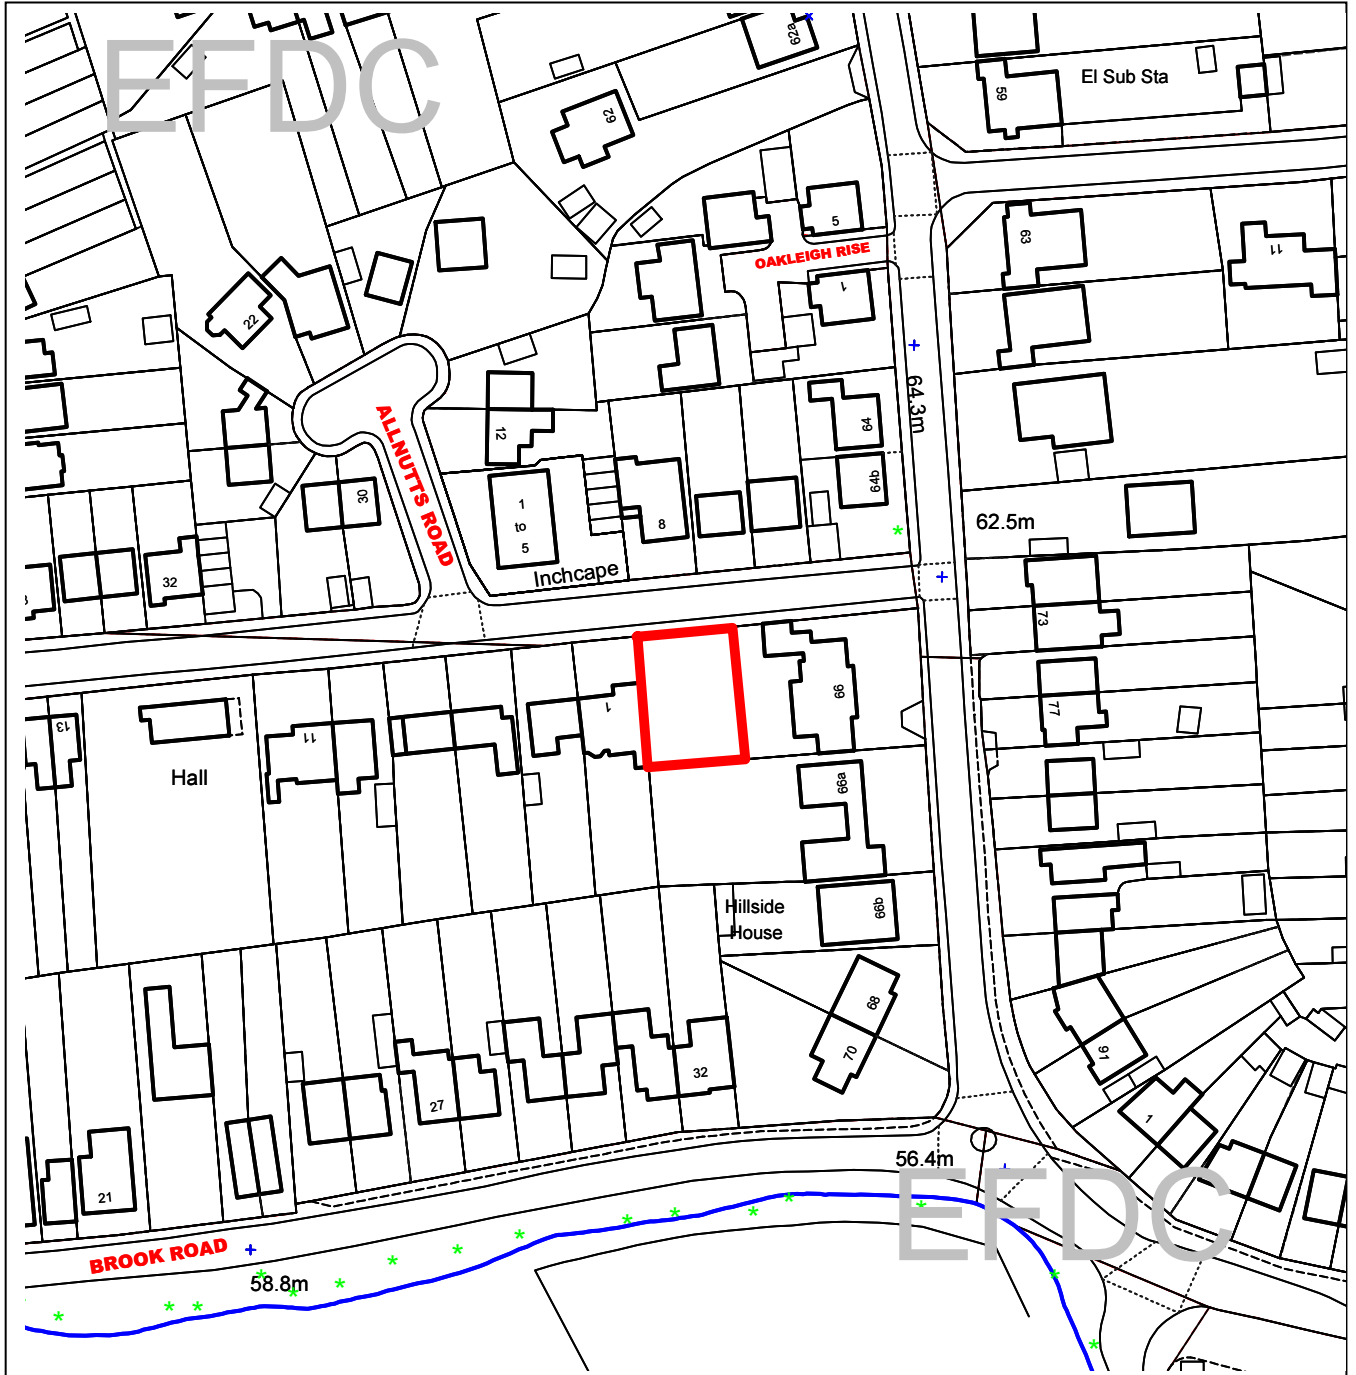 EFDC
62a
El Sub Sta
59
62
5
OAKLEIGH RISE
63
11
1
22
64.3m
ALLNUTTS ROAD
12
64
30
64b
1
to
5
8
62.5m
Inchcape
32
73
66
1
77
13
11
Hall
66a
Hillside
House
66b
68
70
91
32
27
1
56.4m
EFDC
21
BROOK ROAD
58.8m